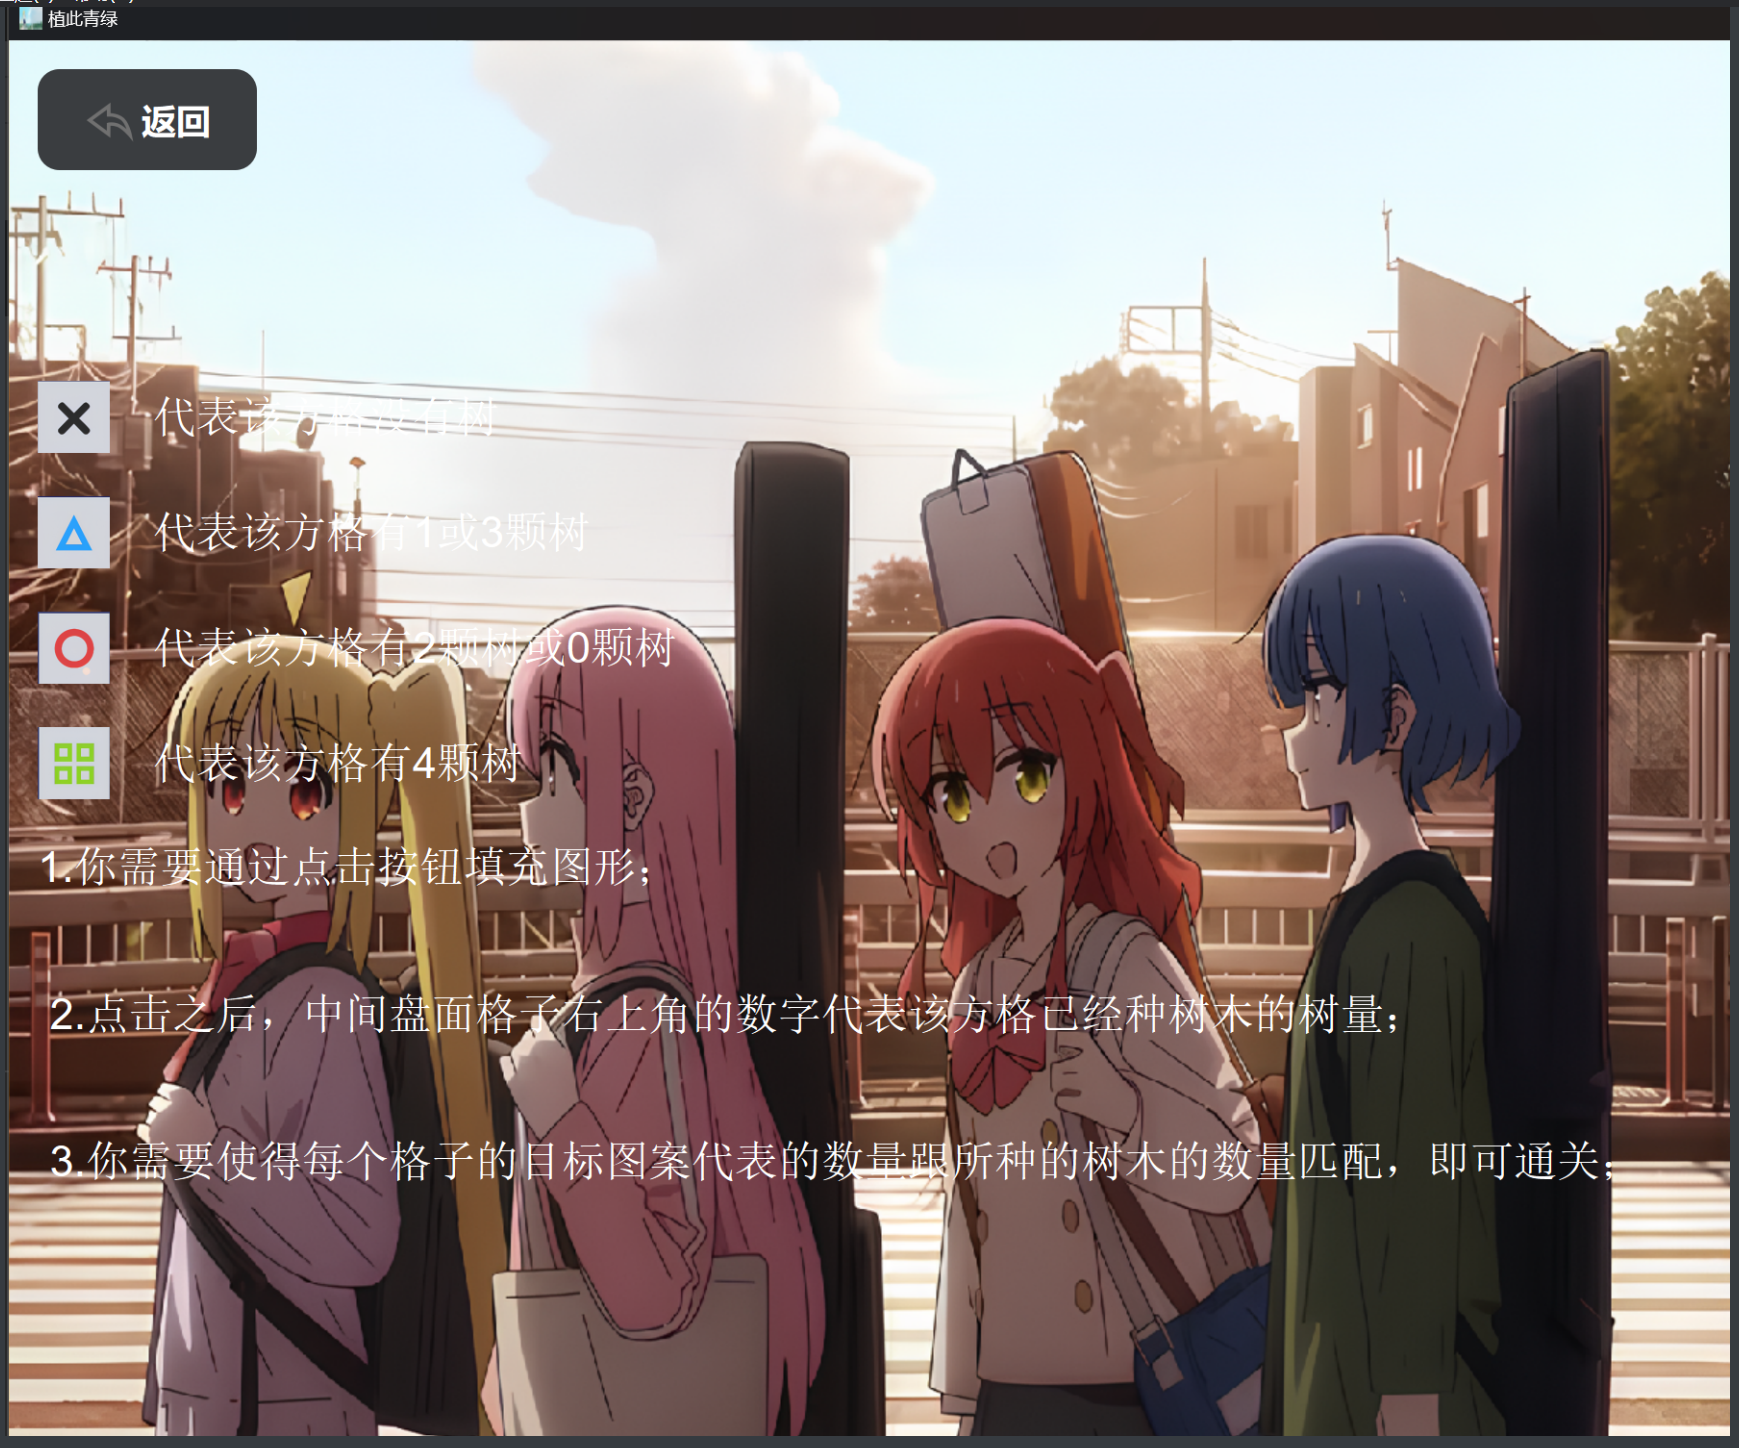 植此青绿
返回
代表该方格没有树
代表该方格有1或3颗树
代表该方格有2颗树或0颗树
代表该方格有4颗树
1.你需要通过点击按钮填充图形；
2.点击之后，中间盘面格子右上角的数字代表该方格已经种树木的树量；
3.你需要使得每个格子的目标图案代表的数量跟所种的树木的数量匹配，即可通关；